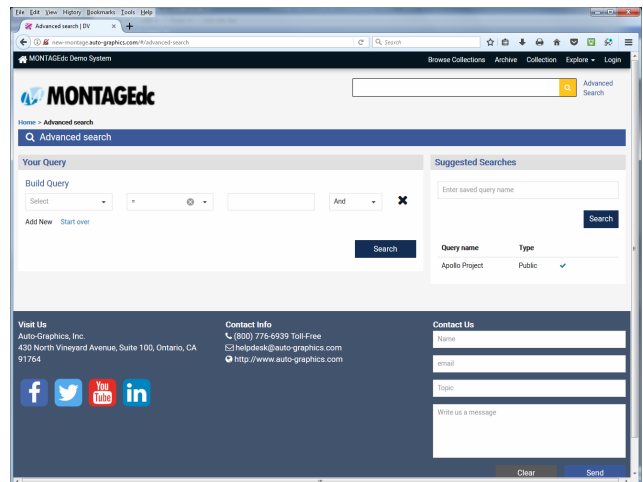 File Edit View History Bookmarks Tools Help
Advanced search | DV
new-montage.auto-graphics.com/#/advanced-search
Search
MONTAGEdc Demo System
Browse Collections Archive Collection Explore Login
MONTAGEdc
Advanced
Search
Home > Advanced search
Advanced search
Your Query
Build Query
Select = And
Add New Start over
Search
Suggested Searches
Enter saved query name
Search
Query name Type
Apollo Project Public
Visit Us
Auto-Graphics, Inc.
430 North Vineyard Avenue, Suite 100, Ontario, CA
91764
You
Tube
Contact Info
(800) 776-6939 Toll-Free
helpdesk@auto-graphics.com
http://www.auto-graphics.com
Contact Us
Name
email
Topic
Write us a message
Clear Send